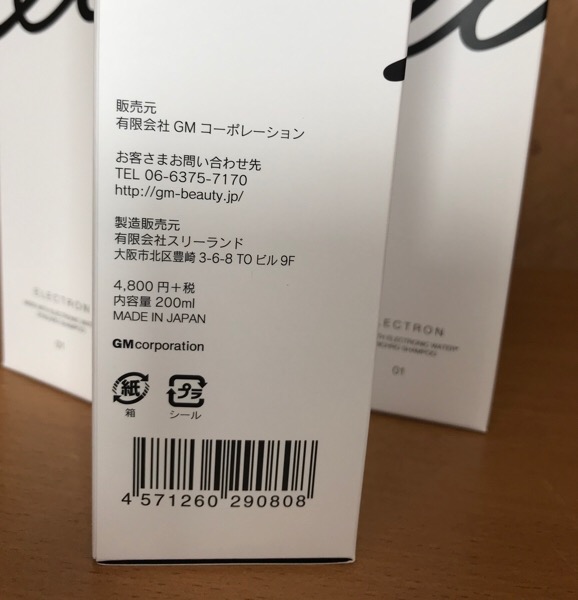 販売元
有限会社 GM コーポレーション
お客さまお問い合わせ先
TEL 06-6375-7170
http://gm-beauty.jp/
製造販売元
有限会社スリーランド
大阪市北区豊崎 3-6-8 TO ビル 9F
4,800 円+税
内容量 200ml
MADE IN JAPAN
GMcorporation
紙
箱
プラ
シール
4 571260 290808
ELECTRON
01
LECTRON
ELECTRONIC WATER
SHAMPOO
01